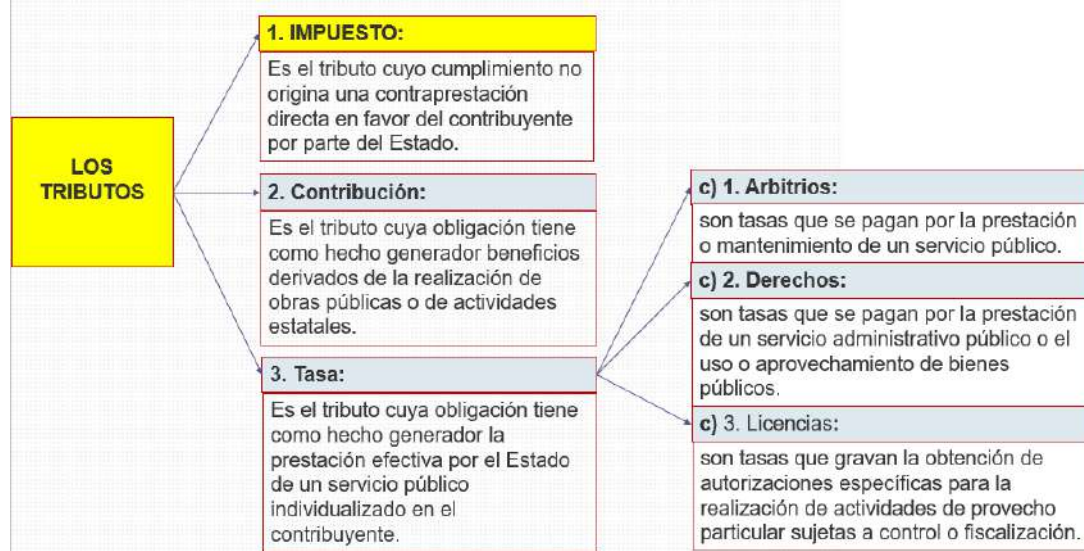 LOS
TRIBUTOS
1. IMPUESTO:
Es el tributo cuyo cumplimiento no
origina una contraprestación
directa en favor del contribuyente
por parte del Estado.
2. Contribución:
Es el tributo cuya obligación tiene
como hecho generador beneficios
derivados de la realización de
obras públicas o de actividades
estatales.
3. Tasa:
Es el tributo cuya obligación tiene
como hecho generador la
prestación efectiva por el Estado
de un servicio público
individualizado en el
contribuyente.
c) 1. Arbitrios:
son tasas que se pagan por la prestación
o mantenimiento de un servicio público.
c) 2. Derechos:
son tasas que se pagan por la prestación
de un servicio administrativo público o el
uso o aprovechamiento de bienes
públicos.
c) 3. Licencias:
son tasas que gravan la obtención de
autorizaciones específicas para la
realización de actividades de provecho
particular sujetas a control o fiscalización.